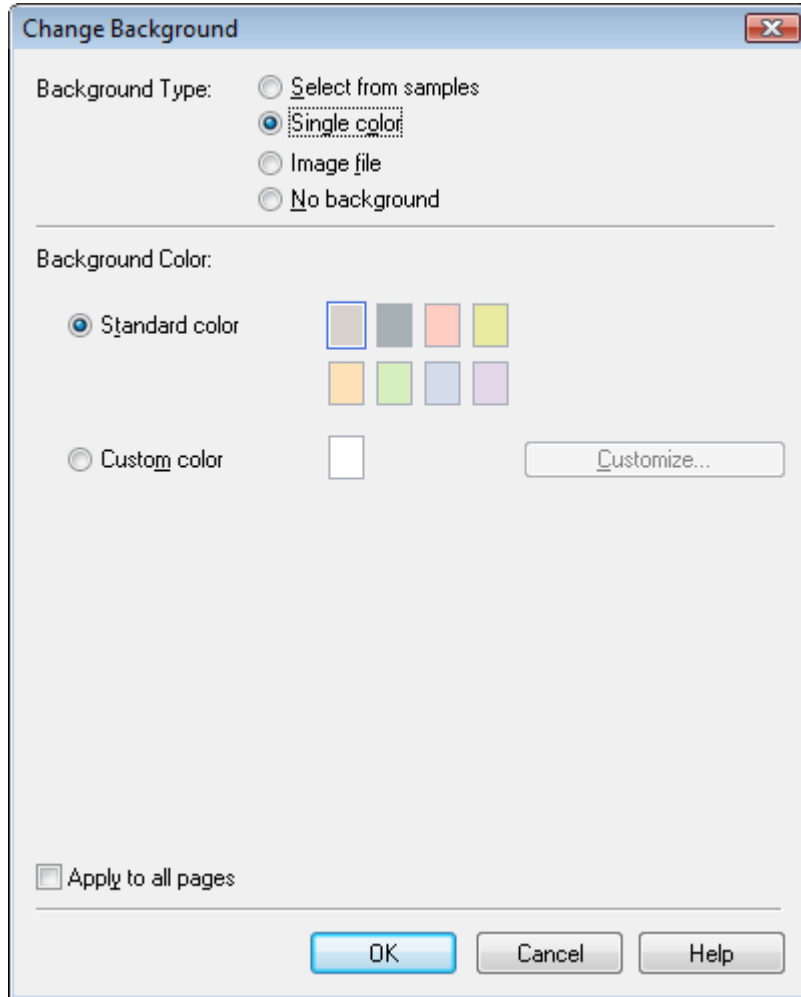 Change Background
Background Type:
Select from samples
Single color
Image file
No background
Background Color:
Standard color
Custom color
Customize...
Apply to all pages
OK
Cancel
Help